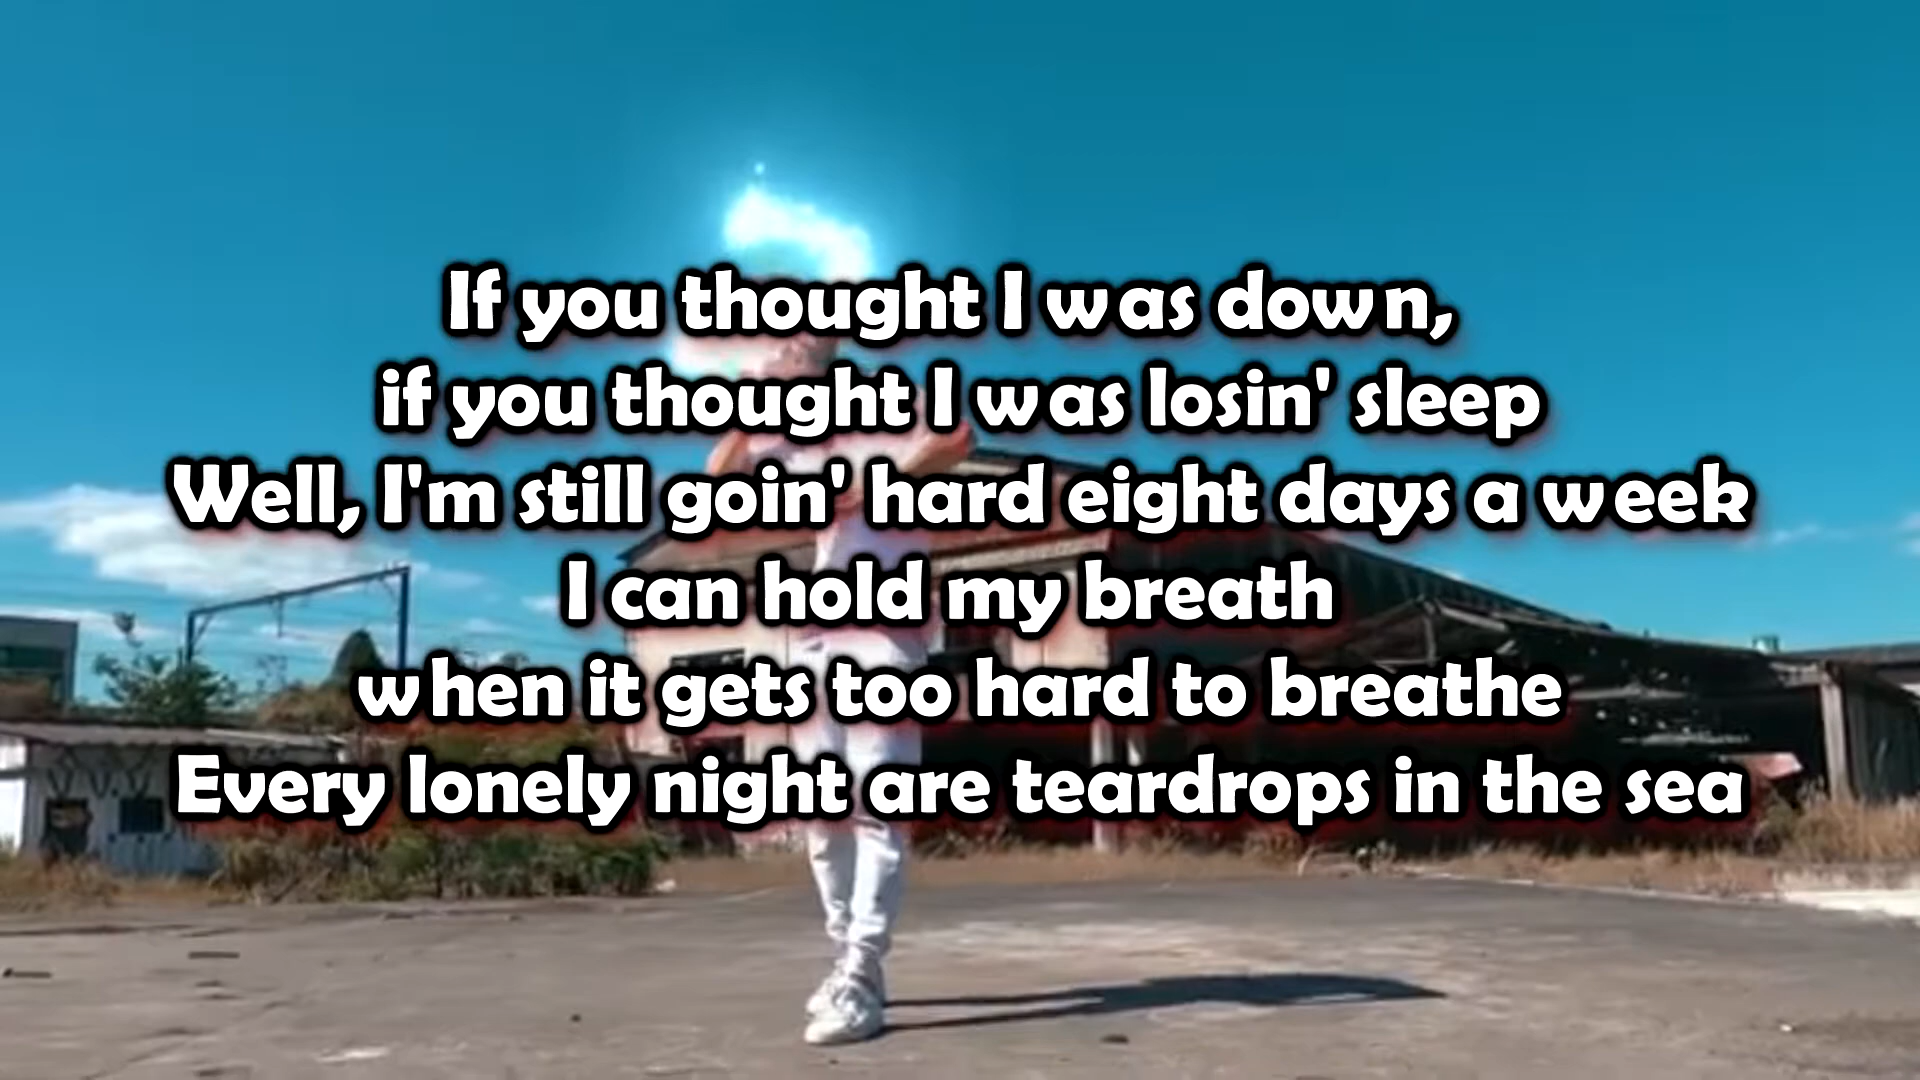 If you thought I was down,
if you thought I was losin' sleep
Well, I'm still goin' hard eight days a week
I can hold my breath
when it gets too hard to breathe
Every lonely night are teardrops in the sea